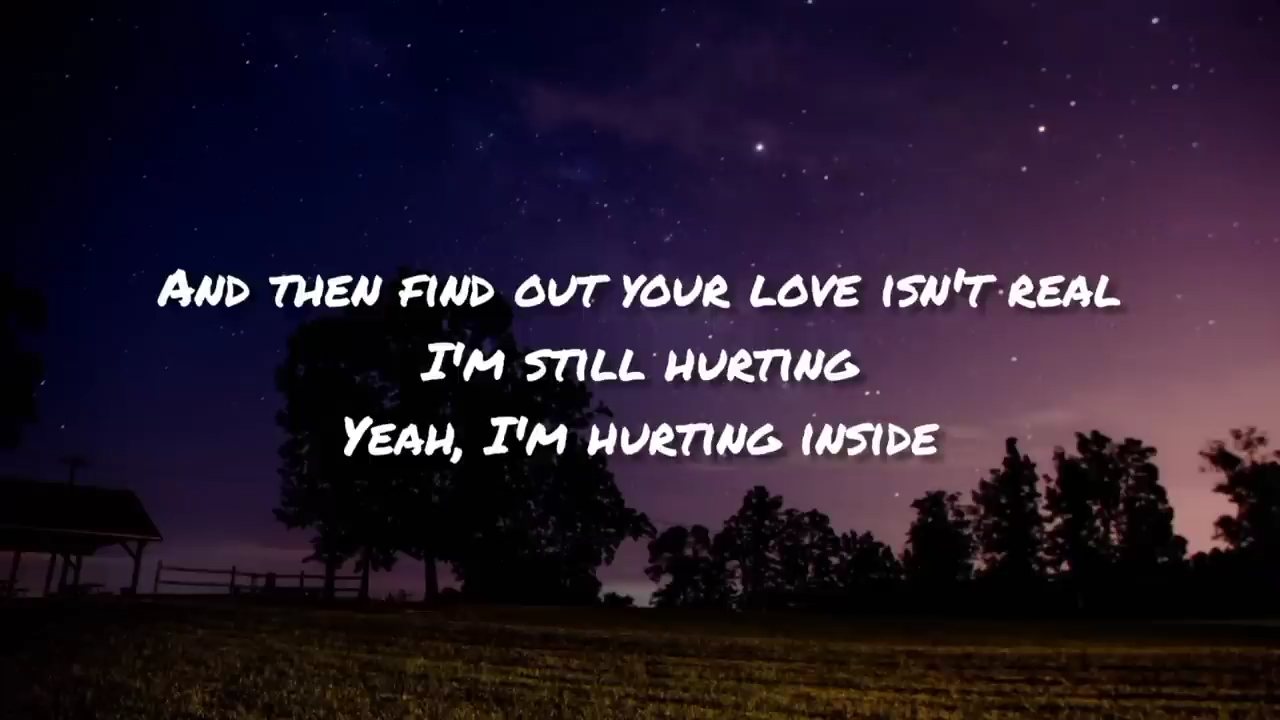 And then find out your love isn't real
I'm still hurting
Yeah, I'm hurting inside